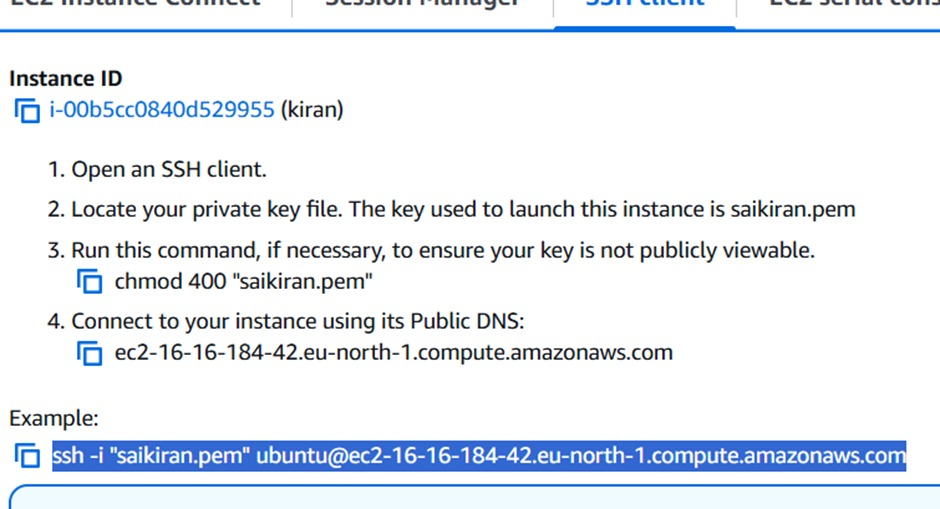 EC2 Instance Connect
Session Manager
SSH client
EC2 serial cons
Instance ID
i-00b5cc0840d529955 (kiran)
1. Open an SSH client.
2. Locate your private key file. The key used to launch this instance is saikiran.pem
3. Run this command, if necessary, to ensure your key is not publicly viewable.
chmod 400 "saikiran.pem"
4. Connect to your instance using its Public DNS:
ec2-16-16-184-42.eu-north-1.compute.amazonaws.com
Example:
ssh -i "saikiran.pem" ubuntu@ec2-16-16-184-42.eu-north-1.compute.amazonaws.com